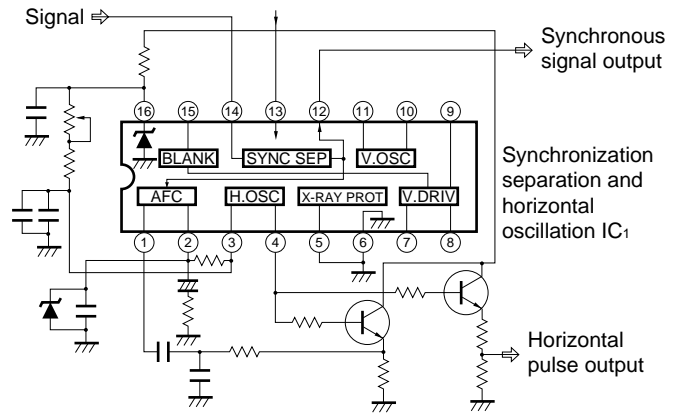 Signal
Synchronous
signal output
16 15 14 13 12 11 10 9
BLANK SYNC SEP V.OSC
AFC H.OSC X-RAY PROT V.DRIV
1 2 3 4 5 6 7 8
Synchronization
separation and
horizontal
oscillation IC₁
Horizontal
pulse output